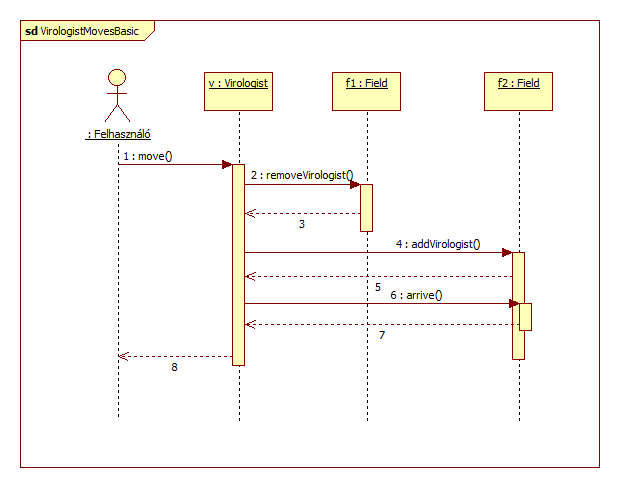 sd VirologistMovesBasic
: Felhasználó
v : Virologist
f1 : Field
f2 : Field
1 : move()
2 : removeVirologist()
3
4 : addVirologist()
5
6 : arrive()
7
8